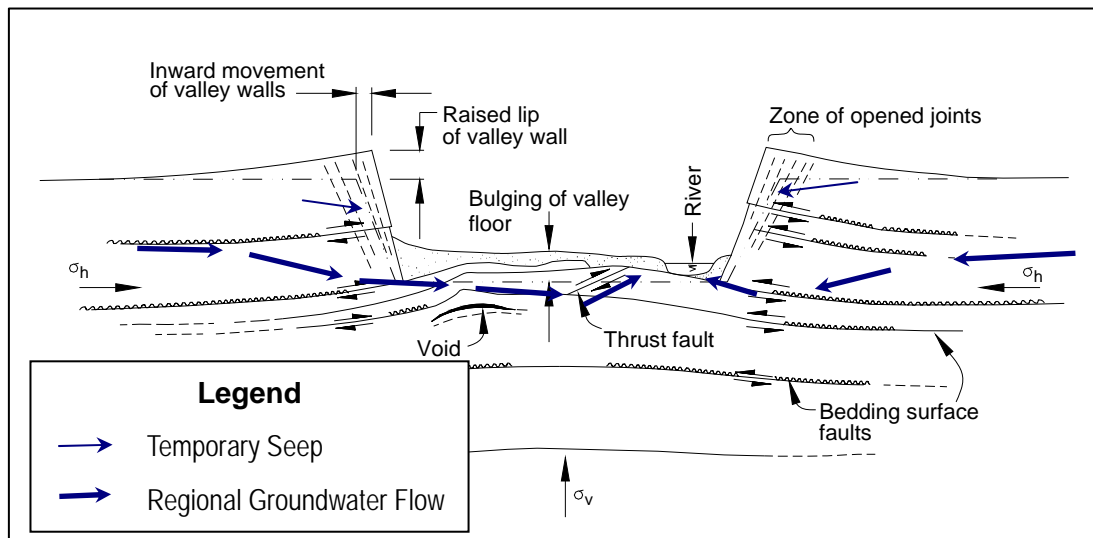 Inward movement
of valley walls
Raised lip
of valley wall
Zone of opened joints
Bulging of valley
floor
River
σh
σh
Void
Thrust fault
Bedding surface
faults
σv
Legend
Temporary Seep
Regional Groundwater Flow